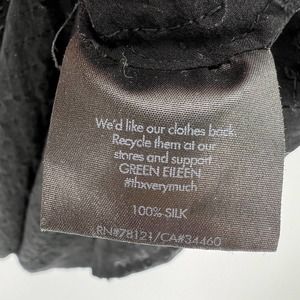 We'd like our clothes back.
Recycle them at our
stores and support
GREEN EILEEN
#thxverymuch
100% SILK
RN#78121/CA#34460